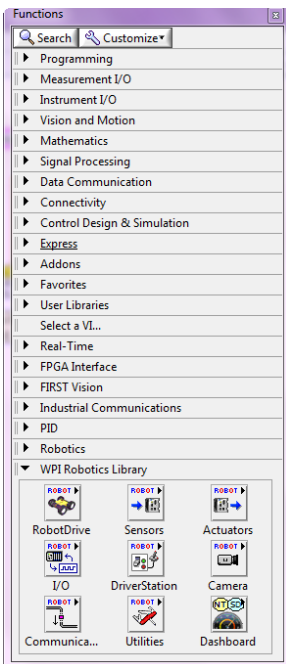 Functions
Search Customize
Programming
Measurement I/O
Instrument I/O
Vision and Motion
Mathematics
Signal Processing
Data Communication
Connectivity
Control Design & Simulation
Express
Addons
Favorites
User Libraries
Select a VI...
Real-Time
FPGA Interface
FIRST Vision
Industrial Communications
PID
Robotics
WPI Robotics Library
ROBOT ROBOT ROBOT
RobotDrive Sensors Actuators
ROBOT ROBOT ROBOT
I/O DriverStation Camera
ROBOT ROBOT NT SD
Communica... Utilities Dashboard